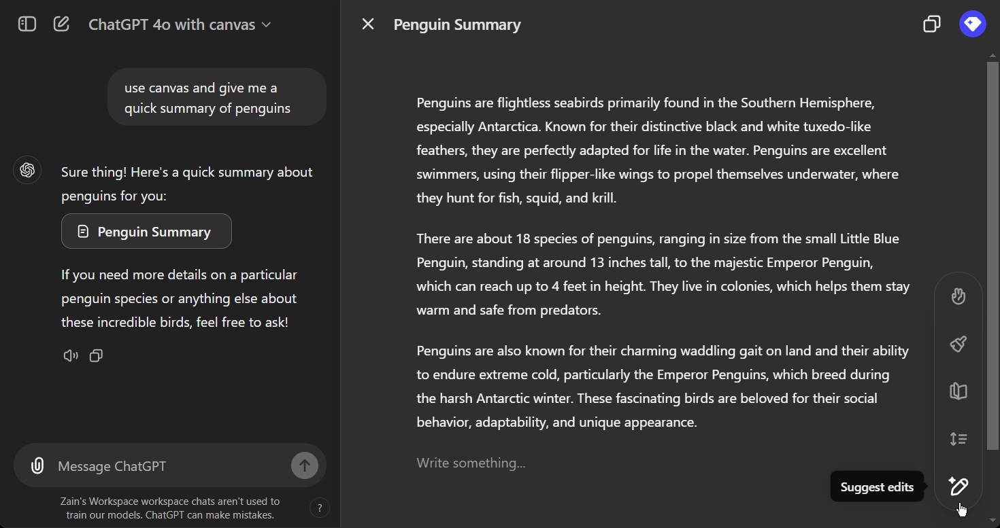 ChatGPT 4o with canvas
use canvas and give me a
quick summary of penguins
Sure thing! Here's a quick summary about
penguins for you:
Penguin Summary
If you need more details on a particular
penguin species or anything else about
these incredible birds, feel free to ask!
Message ChatGPT
Zain's Workspace workspace chats aren't used to
train our models. ChatGPT can make mistakes.
?
Penguin Summary
Penguins are flightless seabirds primarily found in the Southern Hemisphere,
especially Antarctica. Known for their distinctive black and white tuxedo-like
feathers, they are perfectly adapted for life in the water. Penguins are excellent
swimmers, using their flipper-like wings to propel themselves underwater, where
they hunt for fish, squid, and krill.
There are about 18 species of penguins, ranging in size from the small Little Blue
Penguin, standing at around 13 inches tall, to the majestic Emperor Penguin,
which can reach up to 4 feet in height. They live in colonies, which helps them stay
warm and safe from predators.
Penguins are also known for their charming waddling gait on land and their ability
to endure extreme cold, particularly the Emperor Penguins, which breed during
the harsh Antarctic winter. These fascinating birds are beloved for their social
behavior, adaptability, and unique appearance.
Write something...
Suggest edits